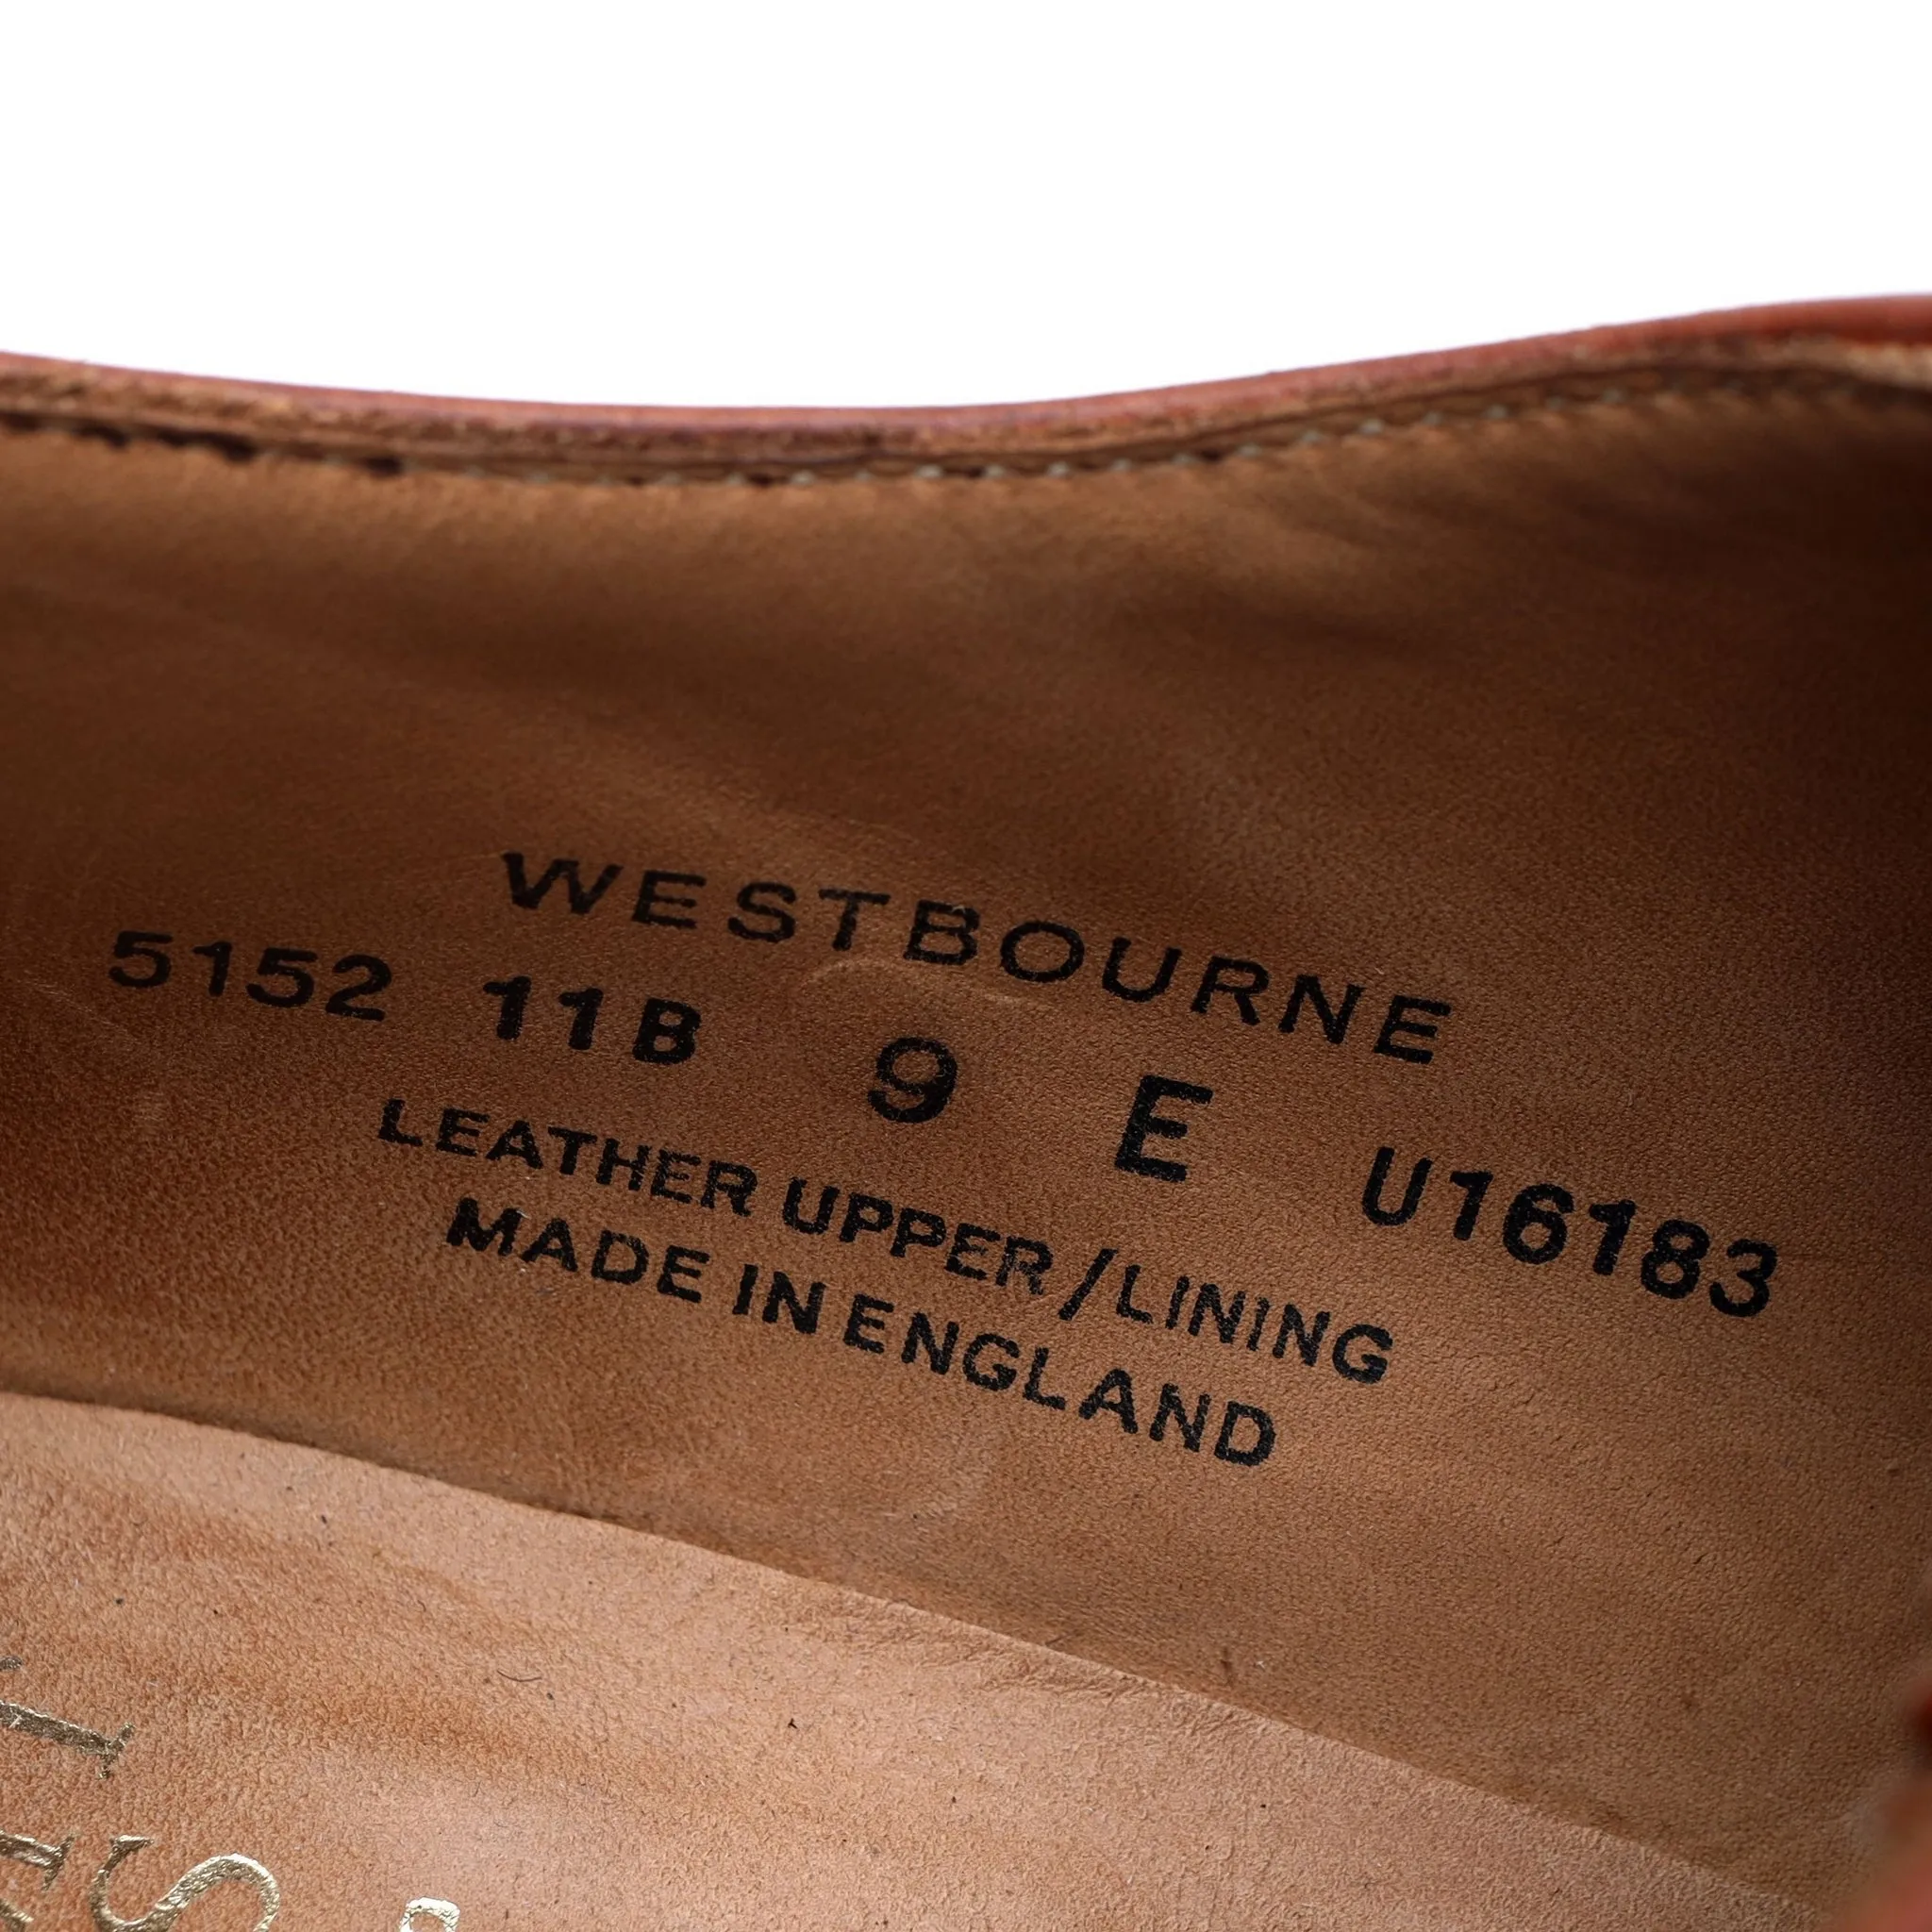 WESTBOURNE
5152 11B 9 E U16183
LEATHER UPPER/LINING
MADE IN ENGLAND